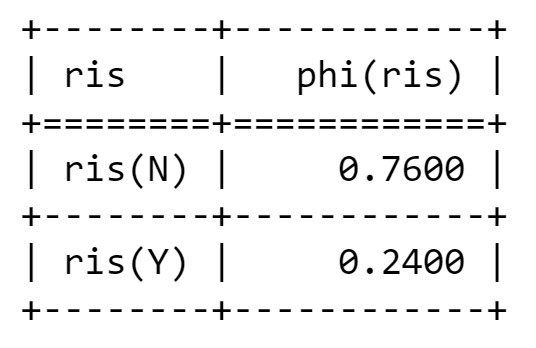 +--------+------------+
| ris    |   phi(ris) |
+========+============+
| ris(N) |     0.7600 |
+--------+------------+
| ris(Y) |     0.2400 |
+--------+------------+